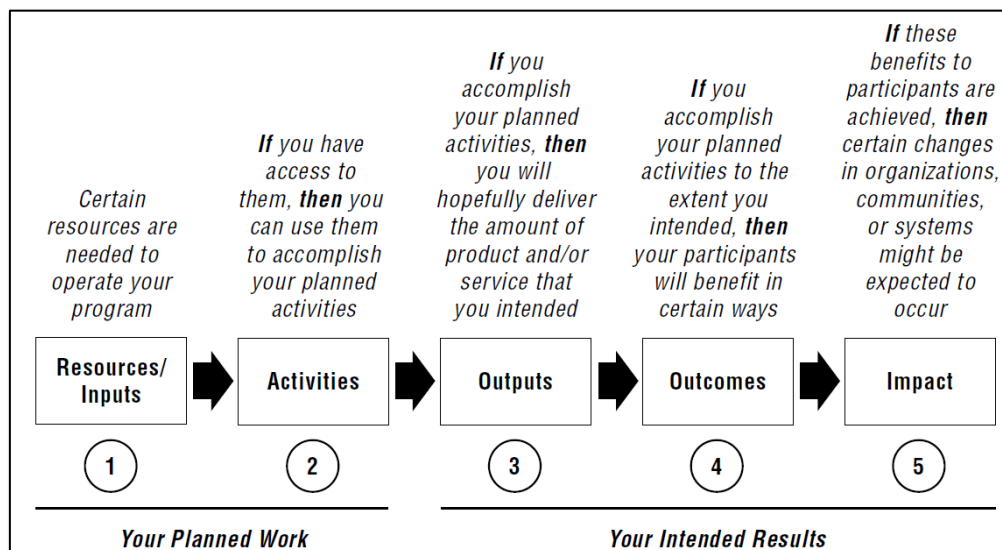 Certain
resources are
needed to
operate your
program
If you have
access to
them, then you
can use them
to accomplish
your planned
activities
If you
accomplish
your planned
activities, then
you will
hopefully deliver
the amount of
product and/or
service that
you intended
If you
accomplish
your planned
activities to the
extent you
intended, then
your participants
will benefit in
certain ways
If these
benefits to
participants are
achieved, then
certain changes
in organizations,
communities,
or systems
might be
expected to
occur
Resources/
Inputs
Activities
Outputs
Outcomes
Impact
1
2
3
4
5
Your Planned Work
Your Intended Results